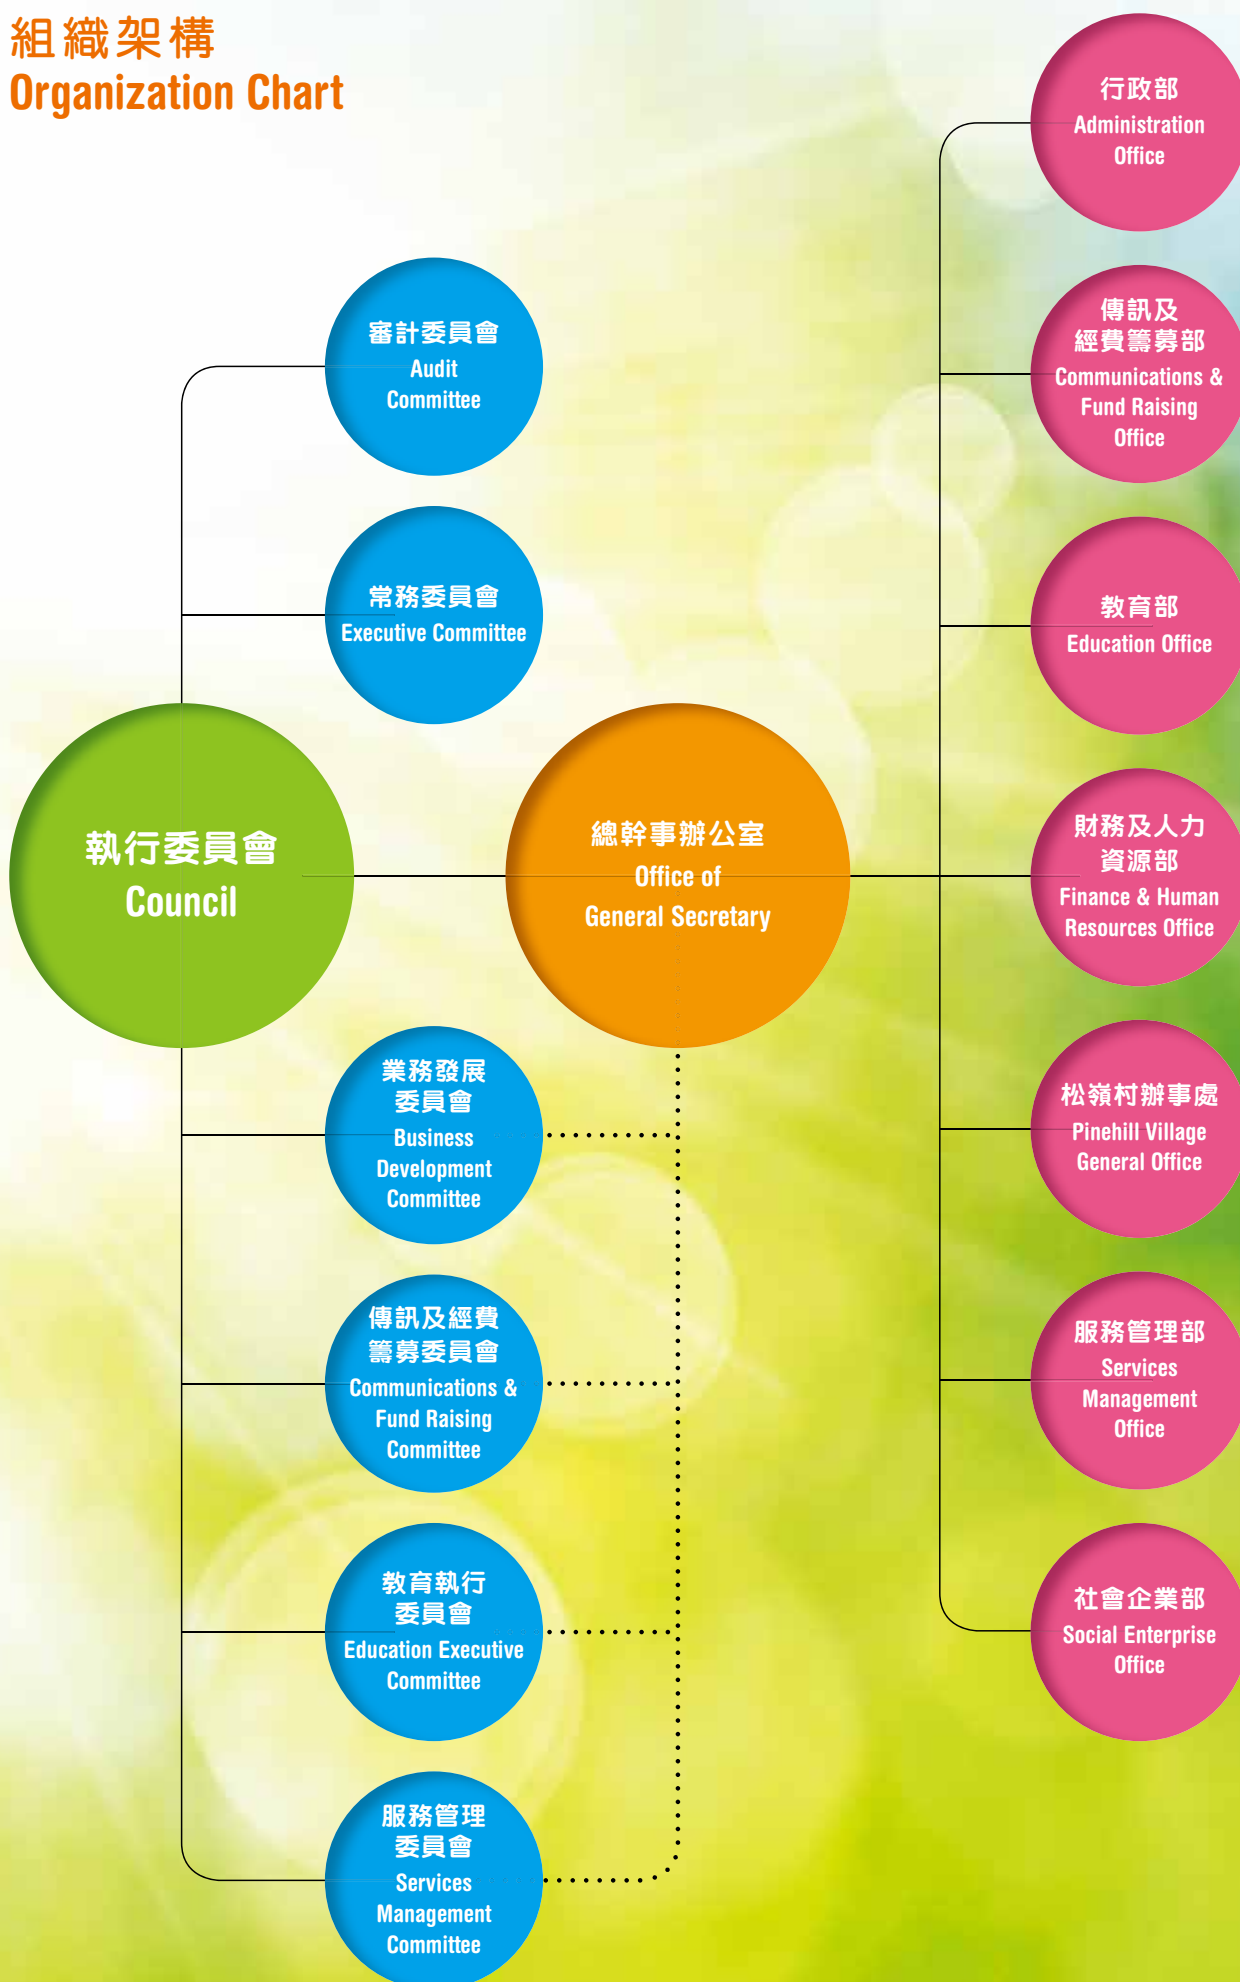 組織架構
Organization Chart
審計委員會
Audit
Committee
常務委員會
Executive Committee
執行委員會
Council
總幹事辦公室
Office of
General Secretary
業務發展
委員會
Business
Development
Committee
傳訊及經費
籌募委員會
Communications &
Fund Raising
Committee
教育執行
委員會
Education Executive
Committee
服務管理
委員會
Services
Management
Committee
行政部
Administration
Office
傳訊及
經費籌募部
Communications &
Fund Raising
Office
教育部
Education Office
財務及人力
資源部
Finance & Human
Resources Office
松嶺村辦事處
Pinehill Village
General Office
服務管理部
Services
Management
Office
社會企業部
Social Enterprise
Office